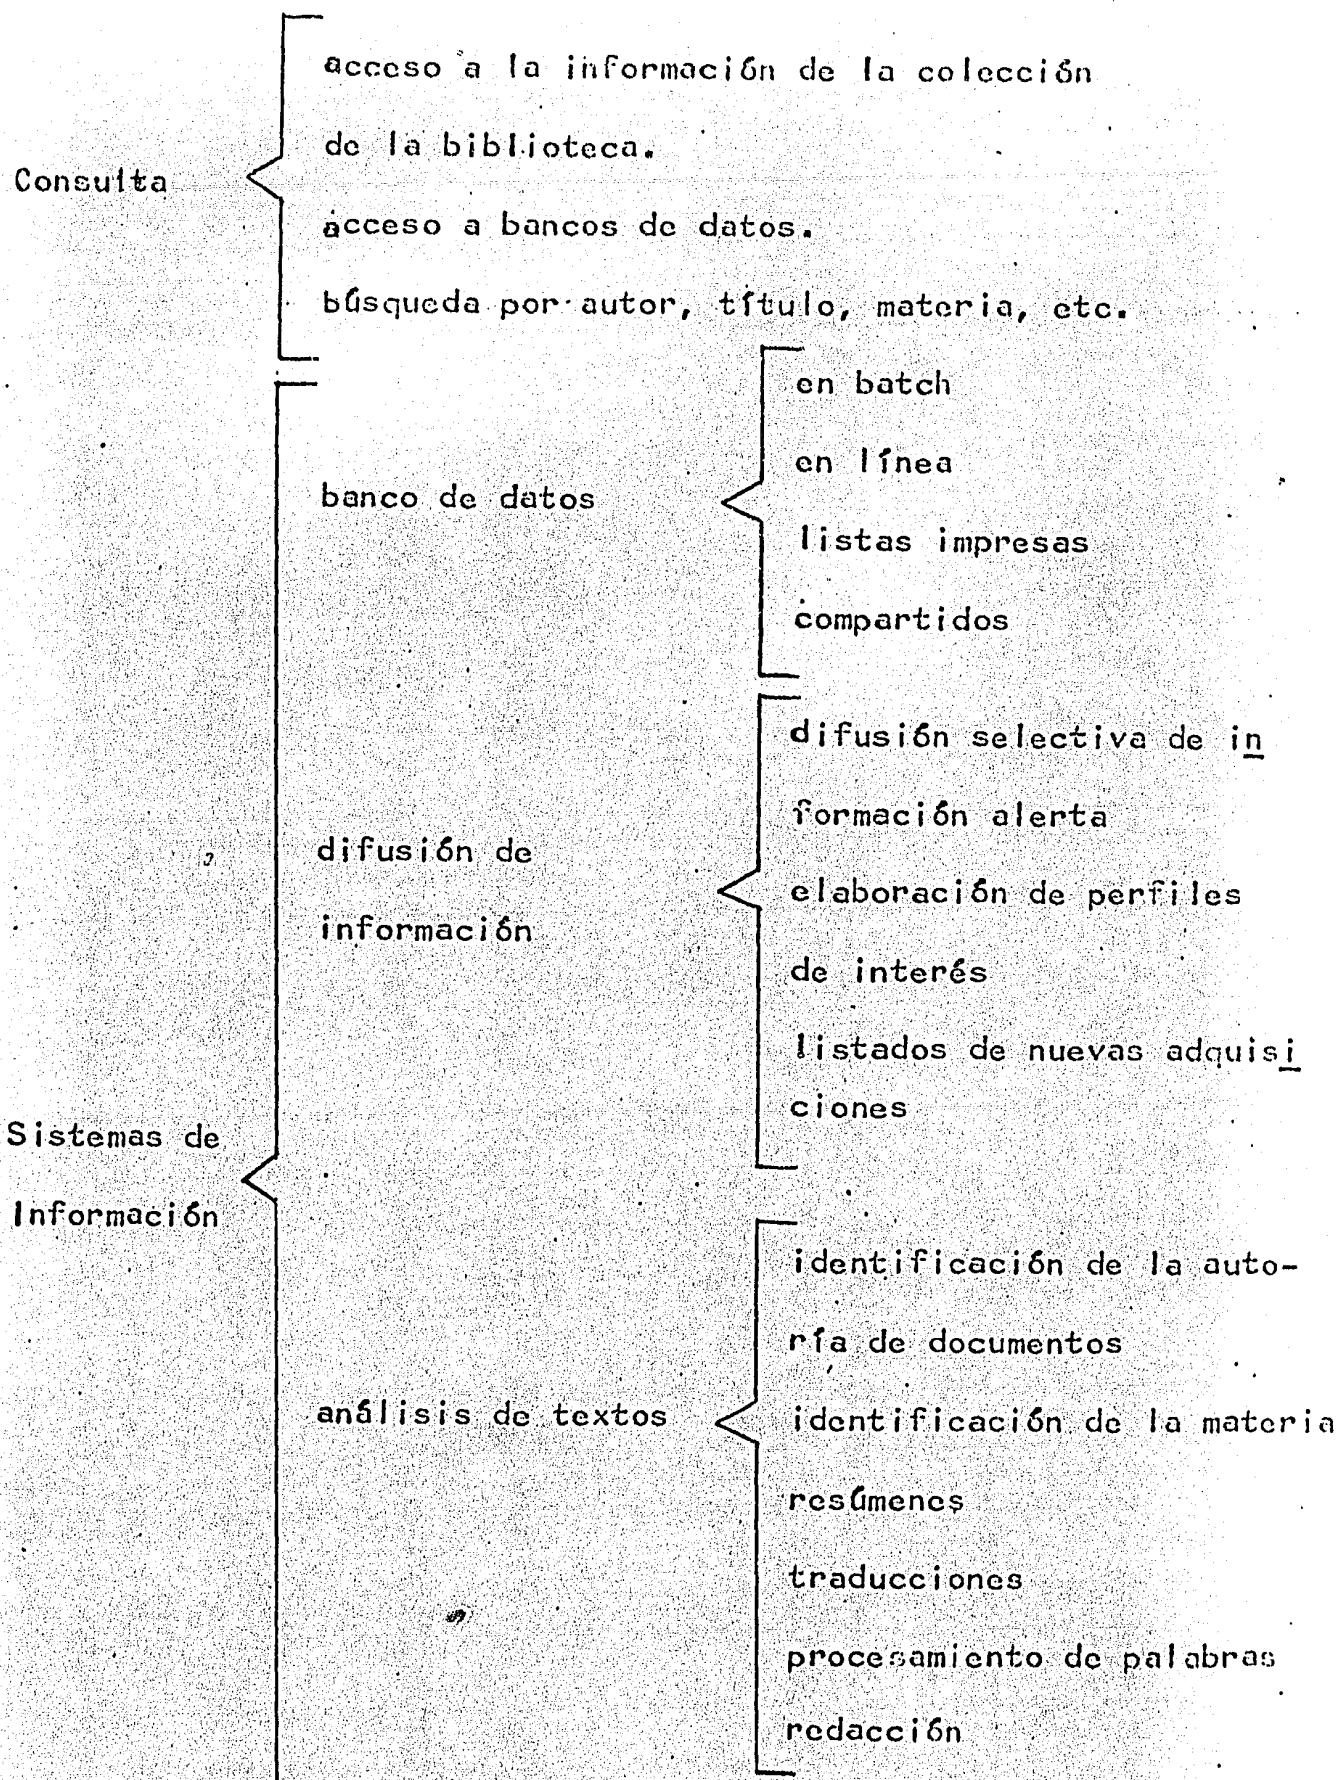 Consulta
acceso a la información de la colección
de la biblioteca.
acceso a bancos de datos.
búsqueda por autor, título, materia, etc.
Sistemas de
Información
banco de datos
en batch
en línea
listas impresas
compartidos
difusión de
información
difusión selectiva de in
formación alerta
elaboración de perfiles
de interés
listados de nuevas adquisi
ciones
análisis de textos
identificación de la auto-
ría de documentos
identificación de la materia
resúmenes
traducciones
procesamiento de palabras
redacción